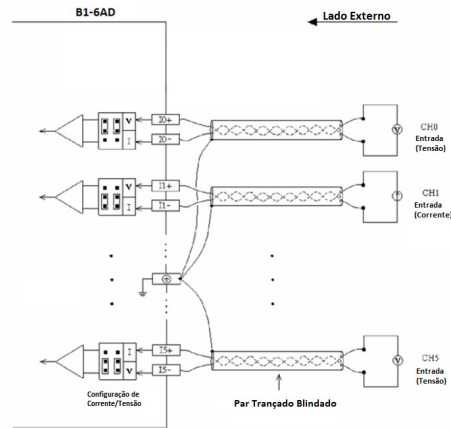 B1-6AD
Lado Externo
V
I
I0+
I0-
CH0
Entrada
(Tensão)
V
V
I
I1+
I1-
CH1
Entrada
(Corrente)
I
V
I5+
I5-
CH5
Entrada
(Tensão)
V
Configuração de
Corrente/Tensão
Par Trançado Blindado